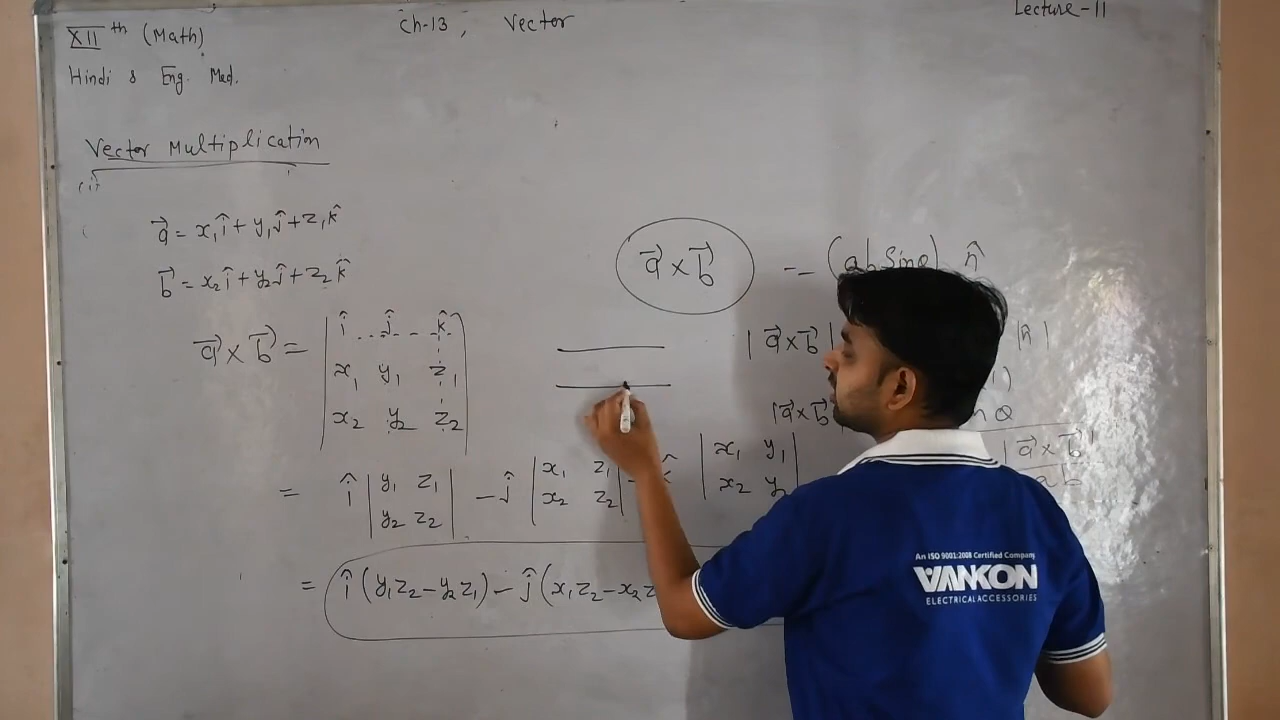 XIIth (Math)
Ch-13, Vector
Lecture-11
Hindi & Eng. Med.
Vector Multiplication
(i)
a⃗ = x₁î + y₁ĵ + z₁k̂
b⃗ = x₂î + y₂ĵ + z₂k̂
a⃗ × b⃗ = | î ĵ k̂ |
| x₁ y₁ z₁ |
| x₂ y₂ z₂ |
= î | y₁ z₁ | - ĵ | x₁ z₁ | k̂ | x₁ y₁ |
| y₂ z₂ | | x₂ z₂ | | x₂ y₂ |
= î (y₁z₂ - y₂z₁) - ĵ (x₁z₂ - x₂z
a⃗ × b⃗ = (ab Sinθ) n̂
| a⃗ × b⃗ | |n̂|
)
| a⃗ × b⃗ | θ
| a⃗ × b⃗ |
ab
An ISO 9001:2008 Certified Company
VANKON
ELECTRICAL ACCESSORIES